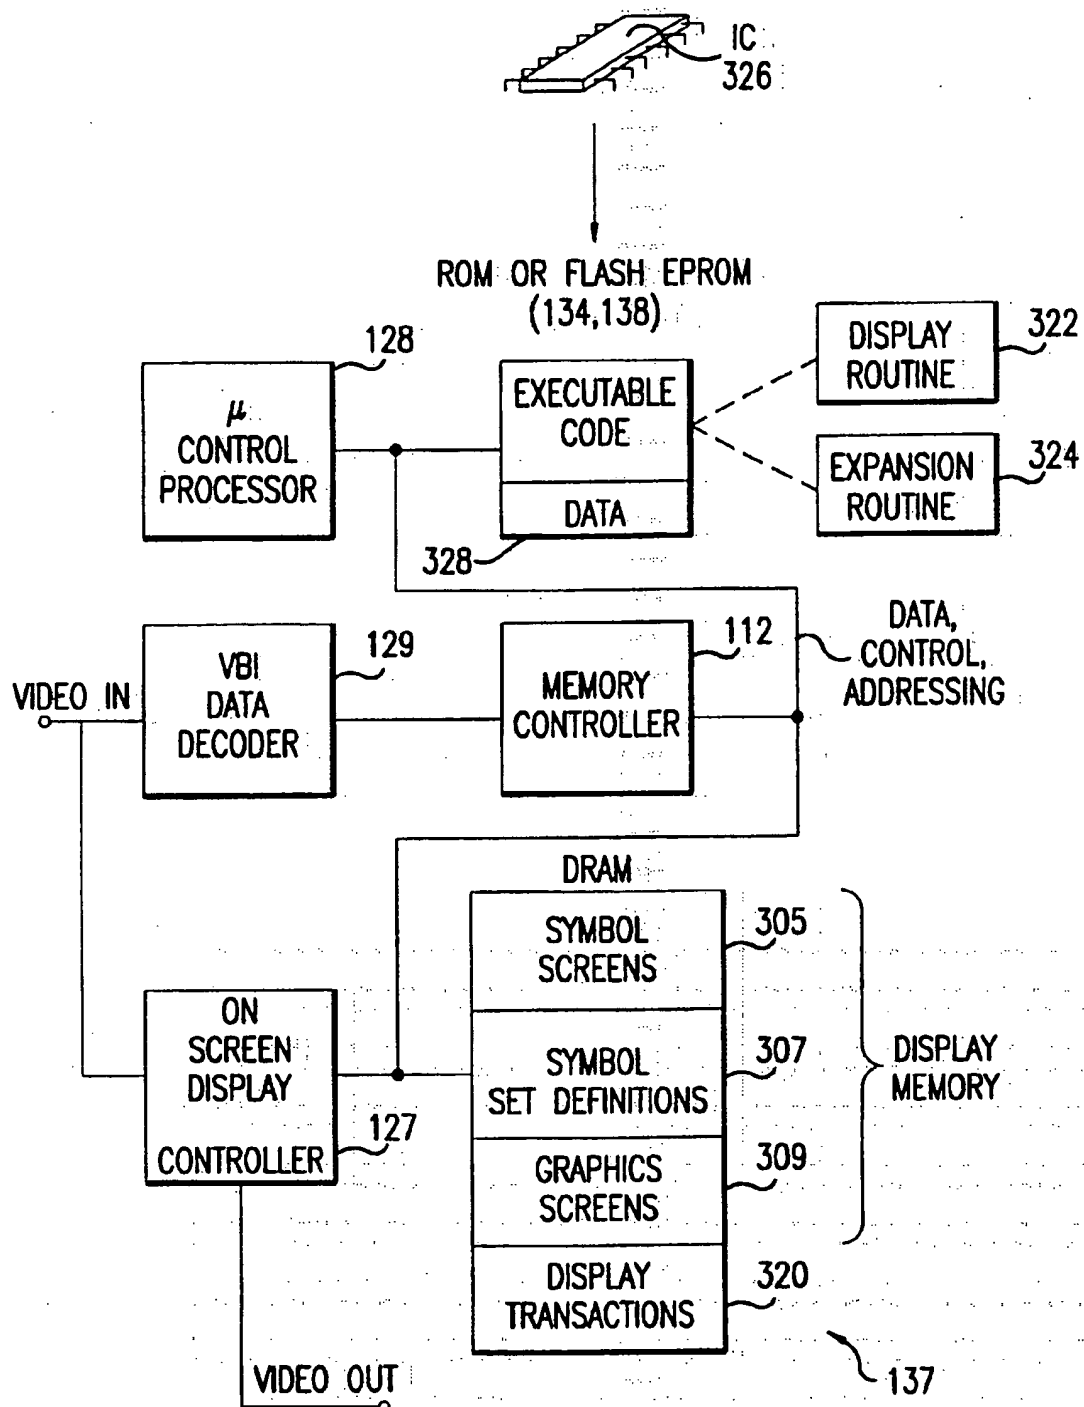 IC
326
ROM OR FLASH EPROM
(134,138)
128
μ
CONTROL
PROCESSOR
EXECUTABLE
CODE
DATA
328
DISPLAY
ROUTINE
322
EXPANSION
ROUTINE
324
VIDEO IN
VBI
DATA
DECODER
129
MEMORY
CONTROLLER
112
DATA,
CONTROL,
ADDRESSING
DRAM
SYMBOL
SCREENS
305
SYMBOL
SET DEFINITIONS
307
GRAPHICS
SCREENS
309
DISPLAY
TRANSACTIONS
320
DISPLAY
MEMORY
ON
SCREEN
DISPLAY
CONTROLLER
127
VIDEO OUT
137